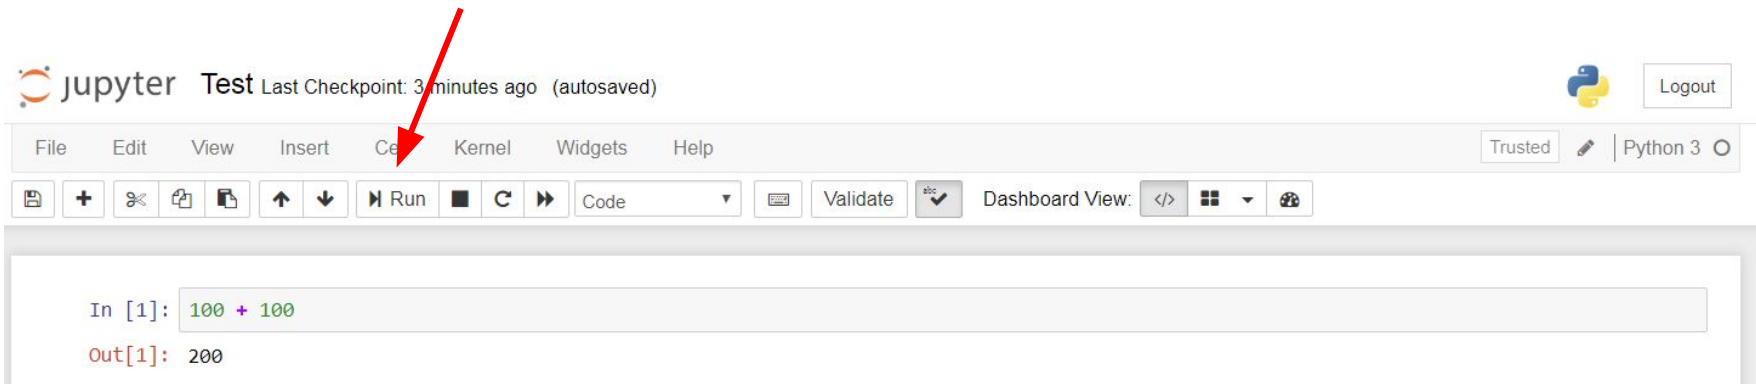 jupyter Test Last Checkpoint: 3 minutes ago (autosaved) Logout
File Edit View Insert Kernel Widgets Help Trusted Python 3
Run Code Validate abc Dashboard View: </>
In [1]: 100 + 100
Out[1]: 200